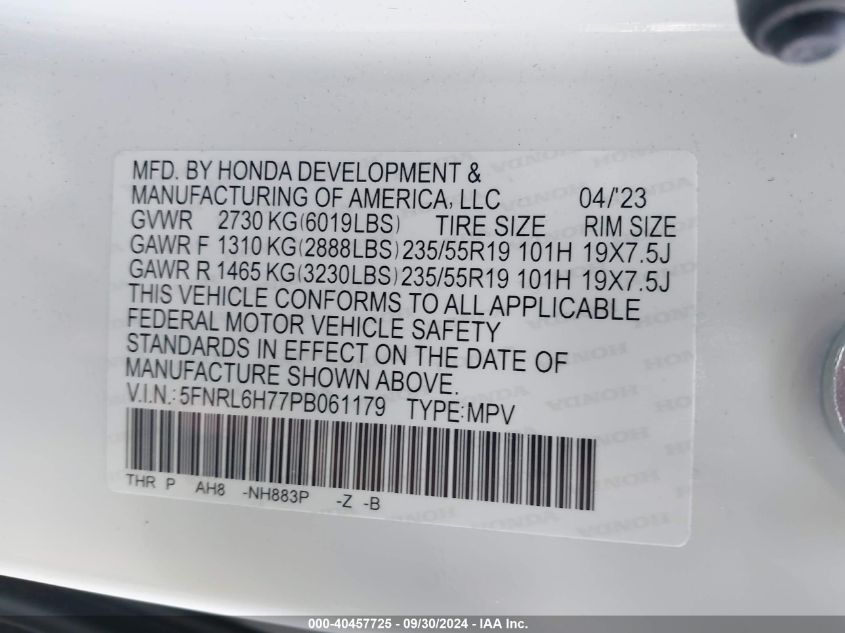 MFD. BY HONDA DEVELOPMENT &
MANUFACTURING OF AMERICA, LLC 04/'23
GVWR 2730 KG(6019LBS) TIRE SIZE RIM SIZE
GAWR F 1310 KG(2888LBS) 235/55R19 101H 19X7.5J
GAWR R 1465 KG(3230LBS) 235/55R19 101H 19X7.5J
THIS VEHICLE CONFORMS TO ALL APPLICABLE
FEDERAL MOTOR VEHICLE SAFETY
STANDARDS IN EFFECT ON THE DATE OF
MANUFACTURE SHOWN ABOVE.
V.I.N.: 5FNRL6H77PB061179 TYPE:MPV
THR P AH8 -NH883P -Z -B
000-40457725 - 09/30/2024 - IAA Inc.